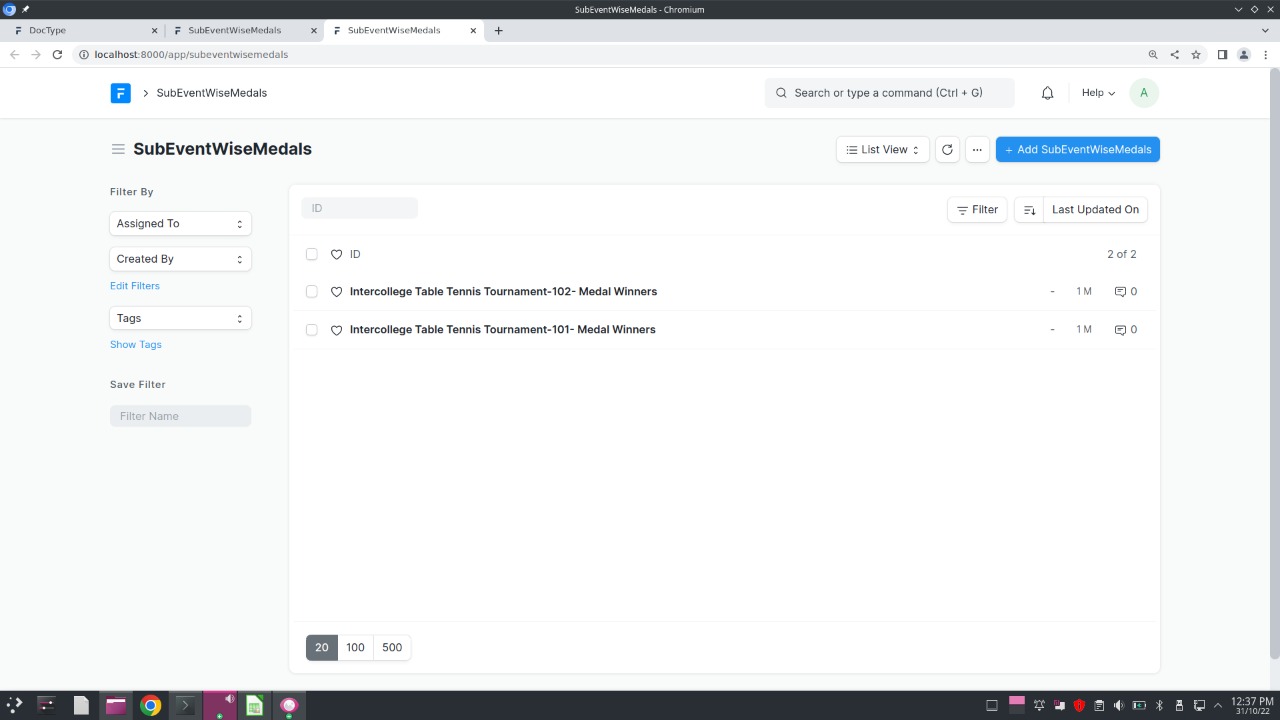 SubEventWiseMedals - Chromium
DocType
SubEventWiseMedals
SubEventWiseMedals
localhost:8000/app/subeventwisemedals
SubEventWiseMedals
Search or type a command (Ctrl + G)
Help
A
SubEventWiseMedals
List View
+ Add SubEventWiseMedals
Filter By
Assigned To
Created By
Edit Filters
Tags
Show Tags
Save Filter
Filter Name
ID
Filter
Last Updated On
ID
2 of 2
Intercollege Table Tennis Tournament-102- Medal Winners
- 1 M 0
Intercollege Table Tennis Tournament-101- Medal Winners
- 1 M 0
20 100 500
12:37 PM
31/10/22